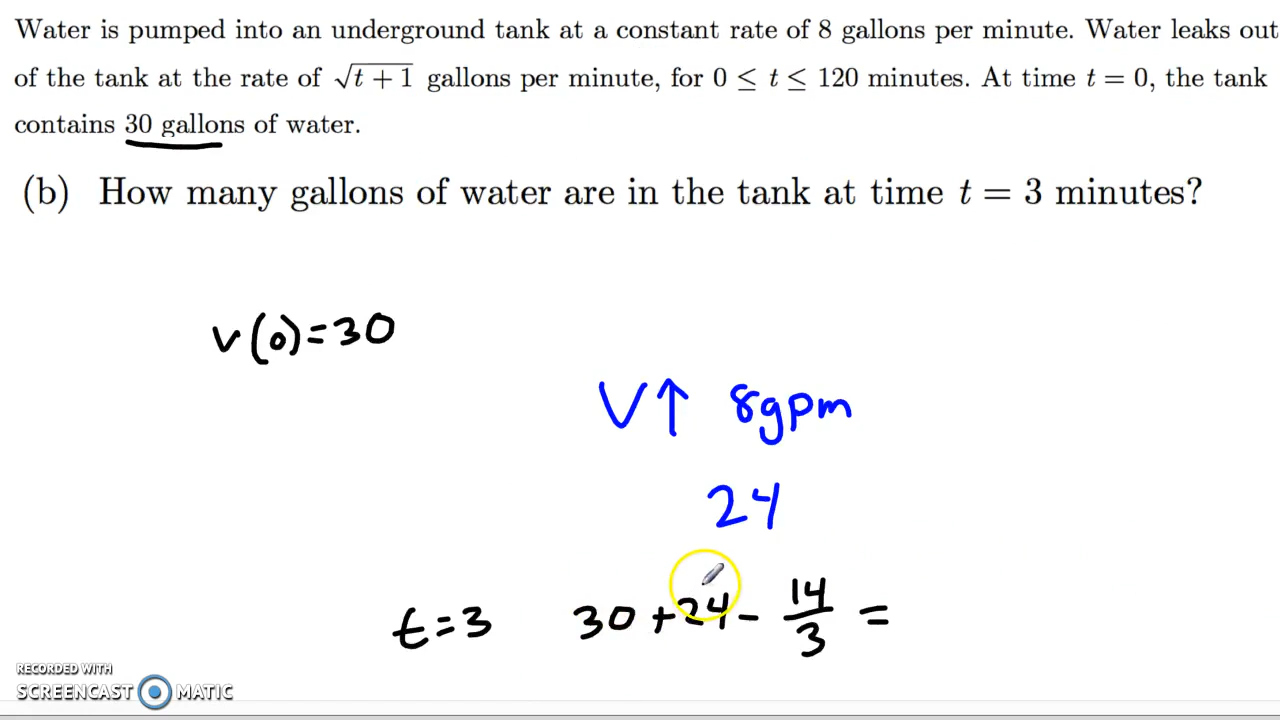 Water is pumped into an underground tank at a constant rate of 8 gallons per minute. Water leaks out
of the tank at the rate of √t + 1 gallons per minute, for 0 ≤ t ≤ 120 minutes. At time t = 0, the tank
contains 30 gallons of water.
(b) How many gallons of water are in the tank at time t = 3 minutes?
v(0)=30
V↑ 8gpm
24
t=3 30+24-14/3=
RECORDED WITH
SCREENCAST MATIC